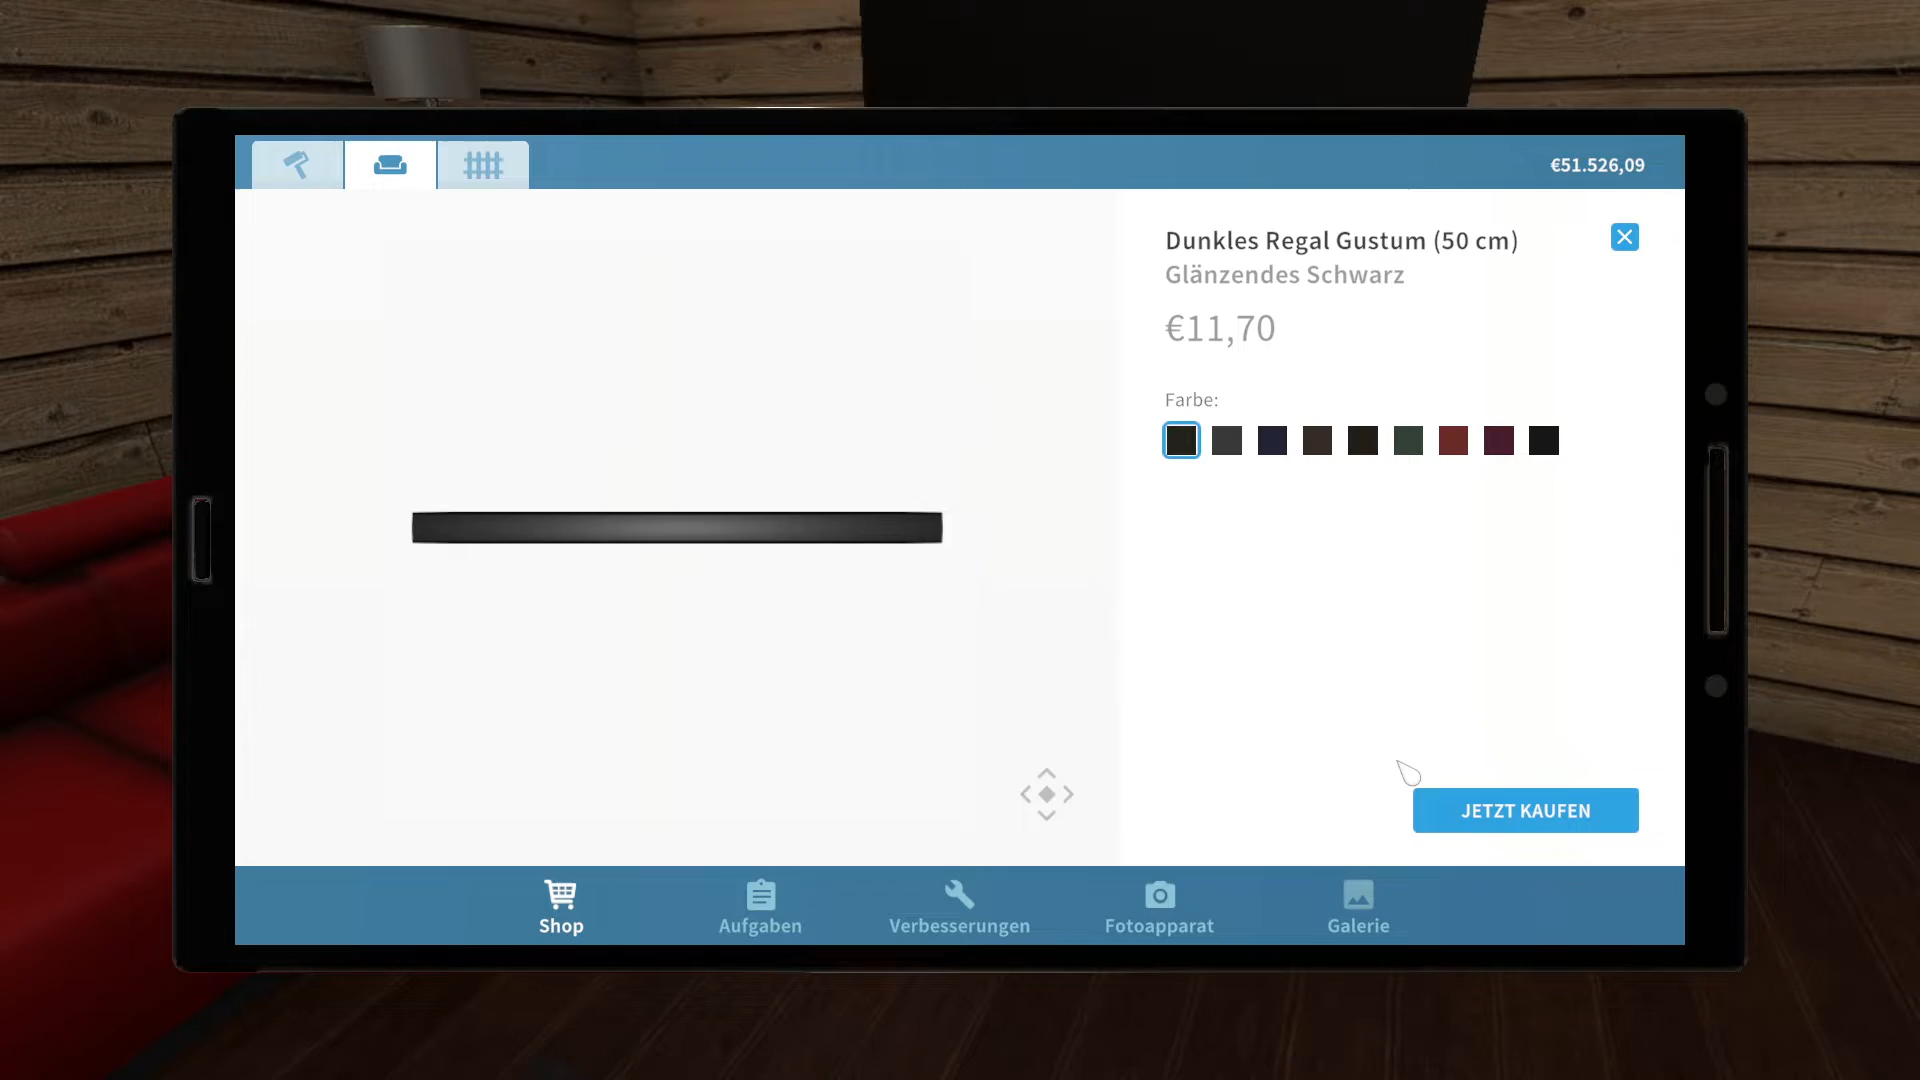 €51.526,09
Dunkles Regal Gustum (50 cm)
Glänzendes Schwarz
€11,70
Farbe:
JETZT KAUFEN
Shop
Aufgaben
Verbesserungen
Fotoapparat
Galerie